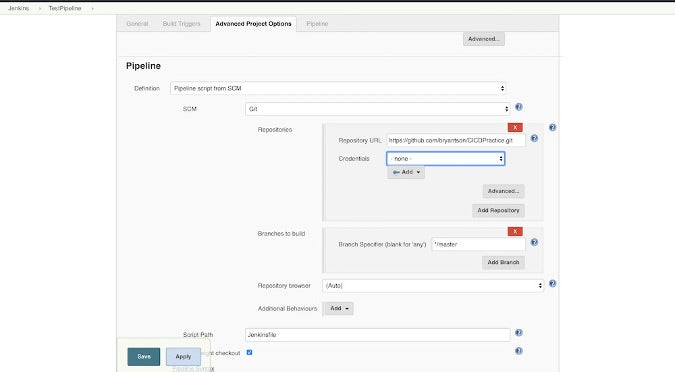 Jenkins › TestPipeline ›
General Build Triggers Advanced Project Options Pipeline
Advanced...
Pipeline
Definition Pipeline script from SCM
SCM Git
Repositories X
Repository URL https://github.com/bryantson/CICDPractice.git
Credentials - none -
Add
Advanced...
Add Repository
Branches to build X
Branch Specifier (blank for 'any') */master
Add Branch
Repository browser (Auto)
Additional Behaviours Add
Script Path Jenkinsfile
Save Apply ght checkout
Pipeline Syntax